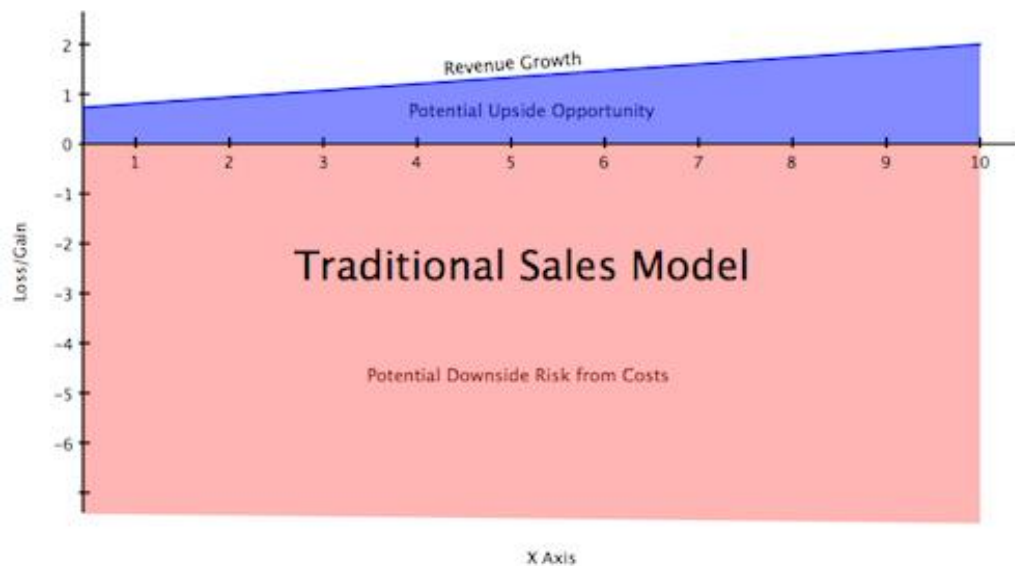 2
Revenue Growth
1
Potential Upside Opportunity
0
1 2 3 4 5 6 7 8 9 10
-1
-2
Traditional Sales Model
Loss/Gain
-3
-4
Potential Downside Risk from Costs
-5
-6
X Axis